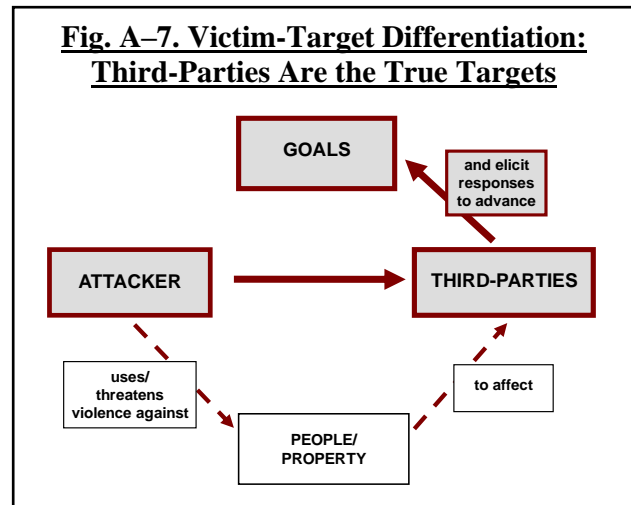 Fig. A–7. Victim-Target Differentiation:
Third-Parties Are the True Targets
GOALS
and elicit
responses
to advance
ATTACKER
THIRD-PARTIES
uses/
threatens
violence against
to affect
PEOPLE/
PROPERTY